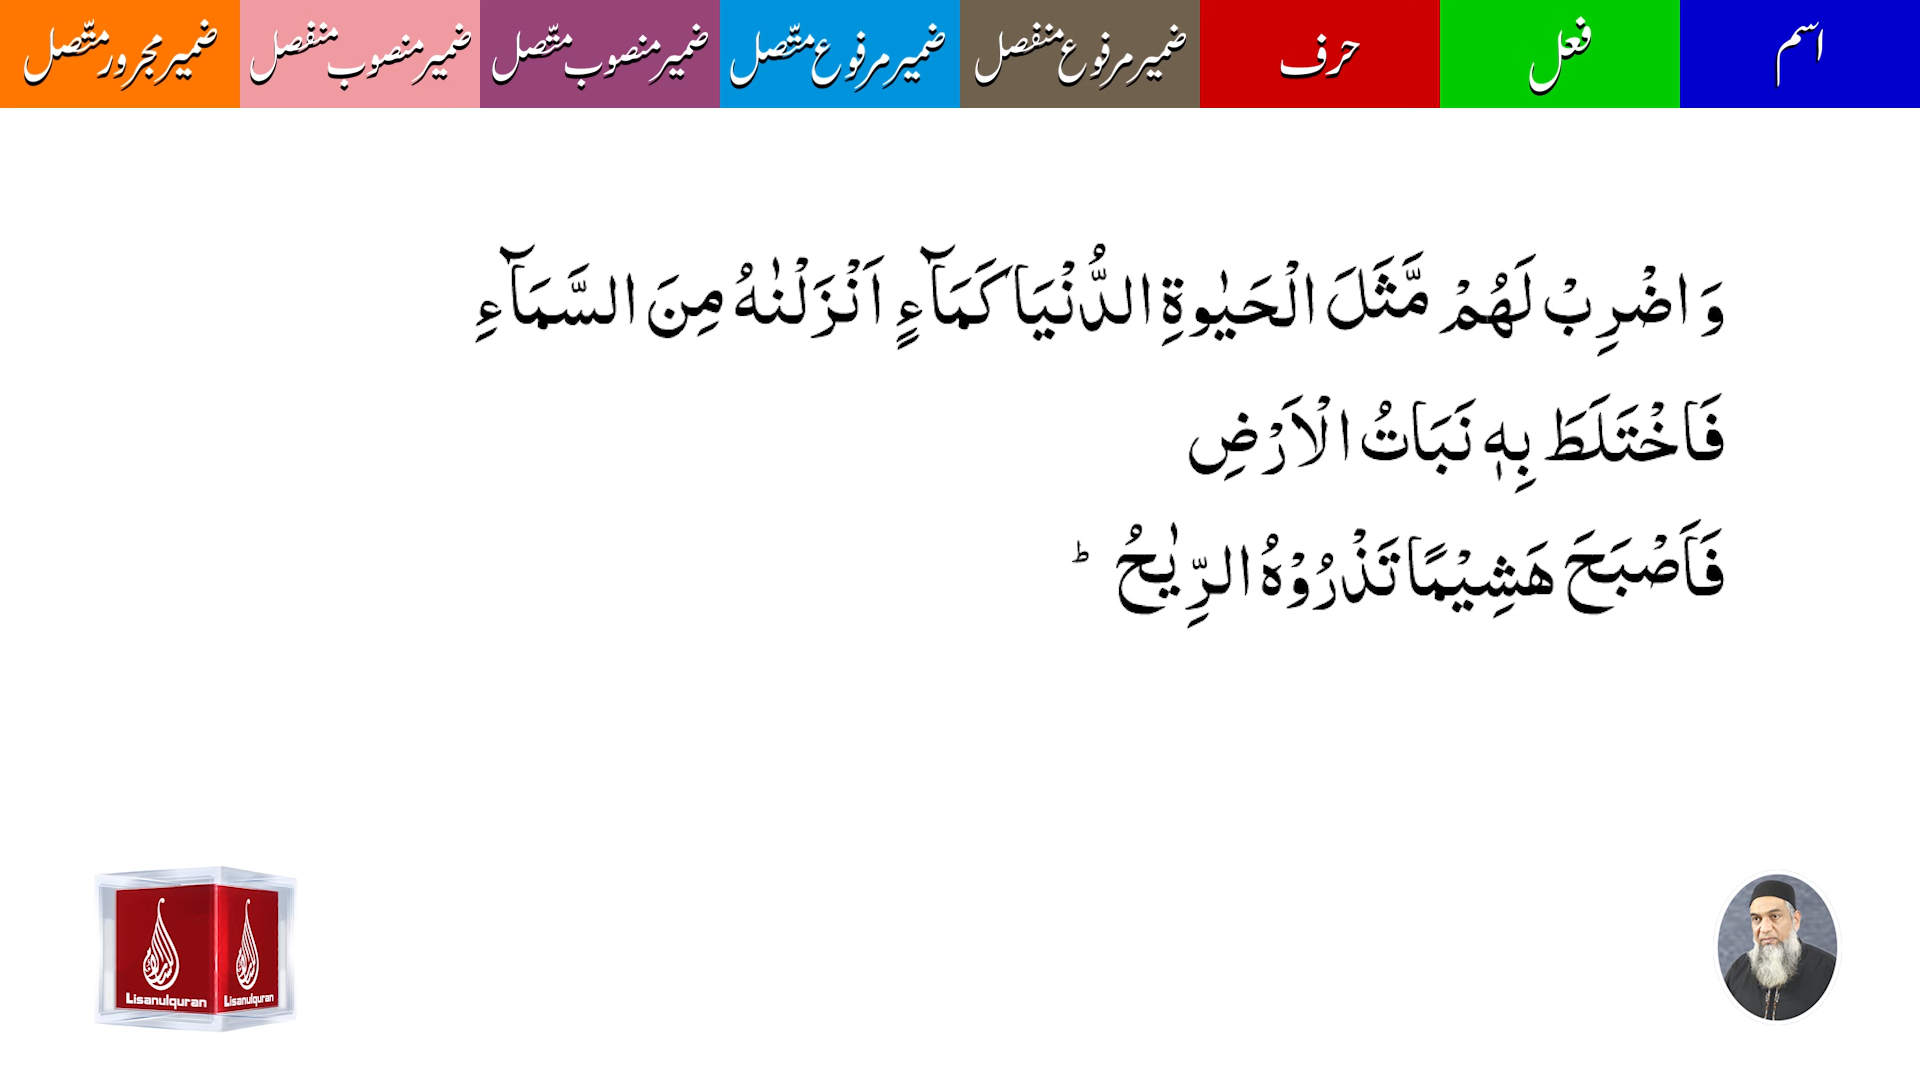 اسم فعل حرف ضمیر مرفوع منفصل ضمیر مرفوع متّصل ضمیر منصوب متّصل ضمیر منصوب منفصل ضمیر مجرور متّصل
وَ اضْرِبْ لَهُمْ مَّثَلَ الْحَيٰوةِ الدُّنْيَا كَمَآءٍ اَنْزَلْنٰهُ مِنَ السَّمَآءِ
فَاخْتَلَطَ بِهٖ نَبَاتُ الْاَرْضِ
فَاَصْبَحَ هَشِيْمًا تَذْرُوْهُ الرِّيٰحُ ؕ
Lisanulquran Lisanulquran